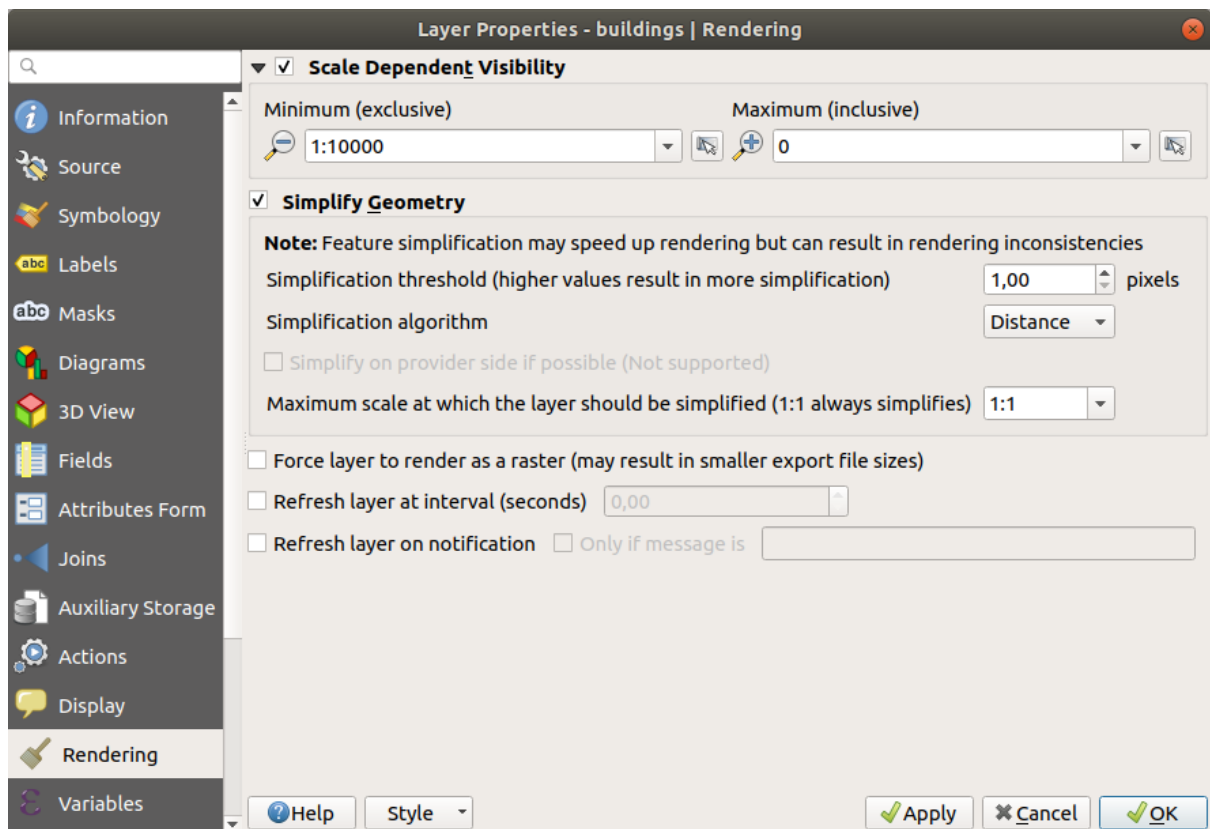 Layer Properties - buildings | Rendering
Information
Source
Symbology
abc Labels
abc Masks
Diagrams
3D View
Fields
Attributes Form
Joins
Auxiliary Storage
Actions
Display
Rendering
Variables
Scale Dependent Visibility
Minimum (exclusive) Maximum (inclusive)
1:10000 0
Simplify Geometry
Note: Feature simplification may speed up rendering but can result in rendering inconsistencies
Simplification threshold (higher values result in more simplification) 1,00 pixels
Simplification algorithm Distance
Simplify on provider side if possible (Not supported)
Maximum scale at which the layer should be simplified (1:1 always simplifies) 1:1
Force layer to render as a raster (may result in smaller export file sizes)
Refresh layer at interval (seconds) 0,00
Refresh layer on notification Only if message is
Help Style Apply Cancel OK